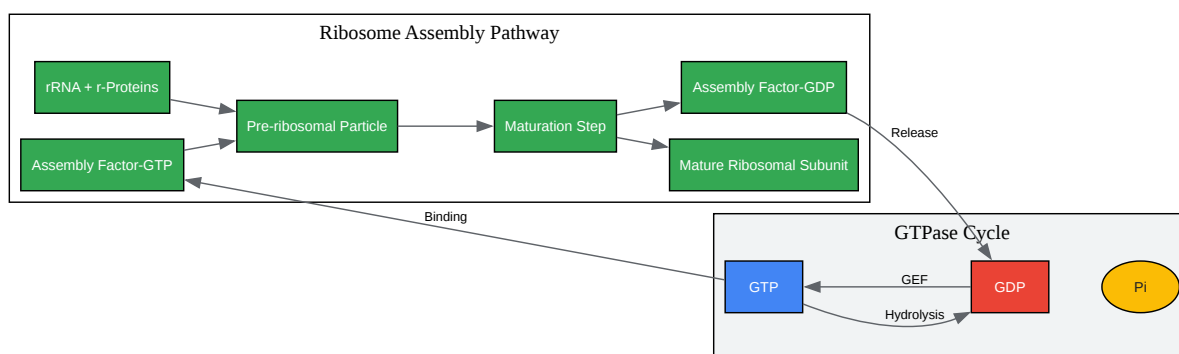 Ribosome Assembly Pathway
rRNA + r-Proteins
Assembly Factor-GDP
Pre-ribosomal Particle
Maturation Step
Release
Assembly Factor-GTP
Mature Ribosomal Subunit
Binding
GTPase Cycle
GTP
GEF
GDP
Pi
Hydrolysis